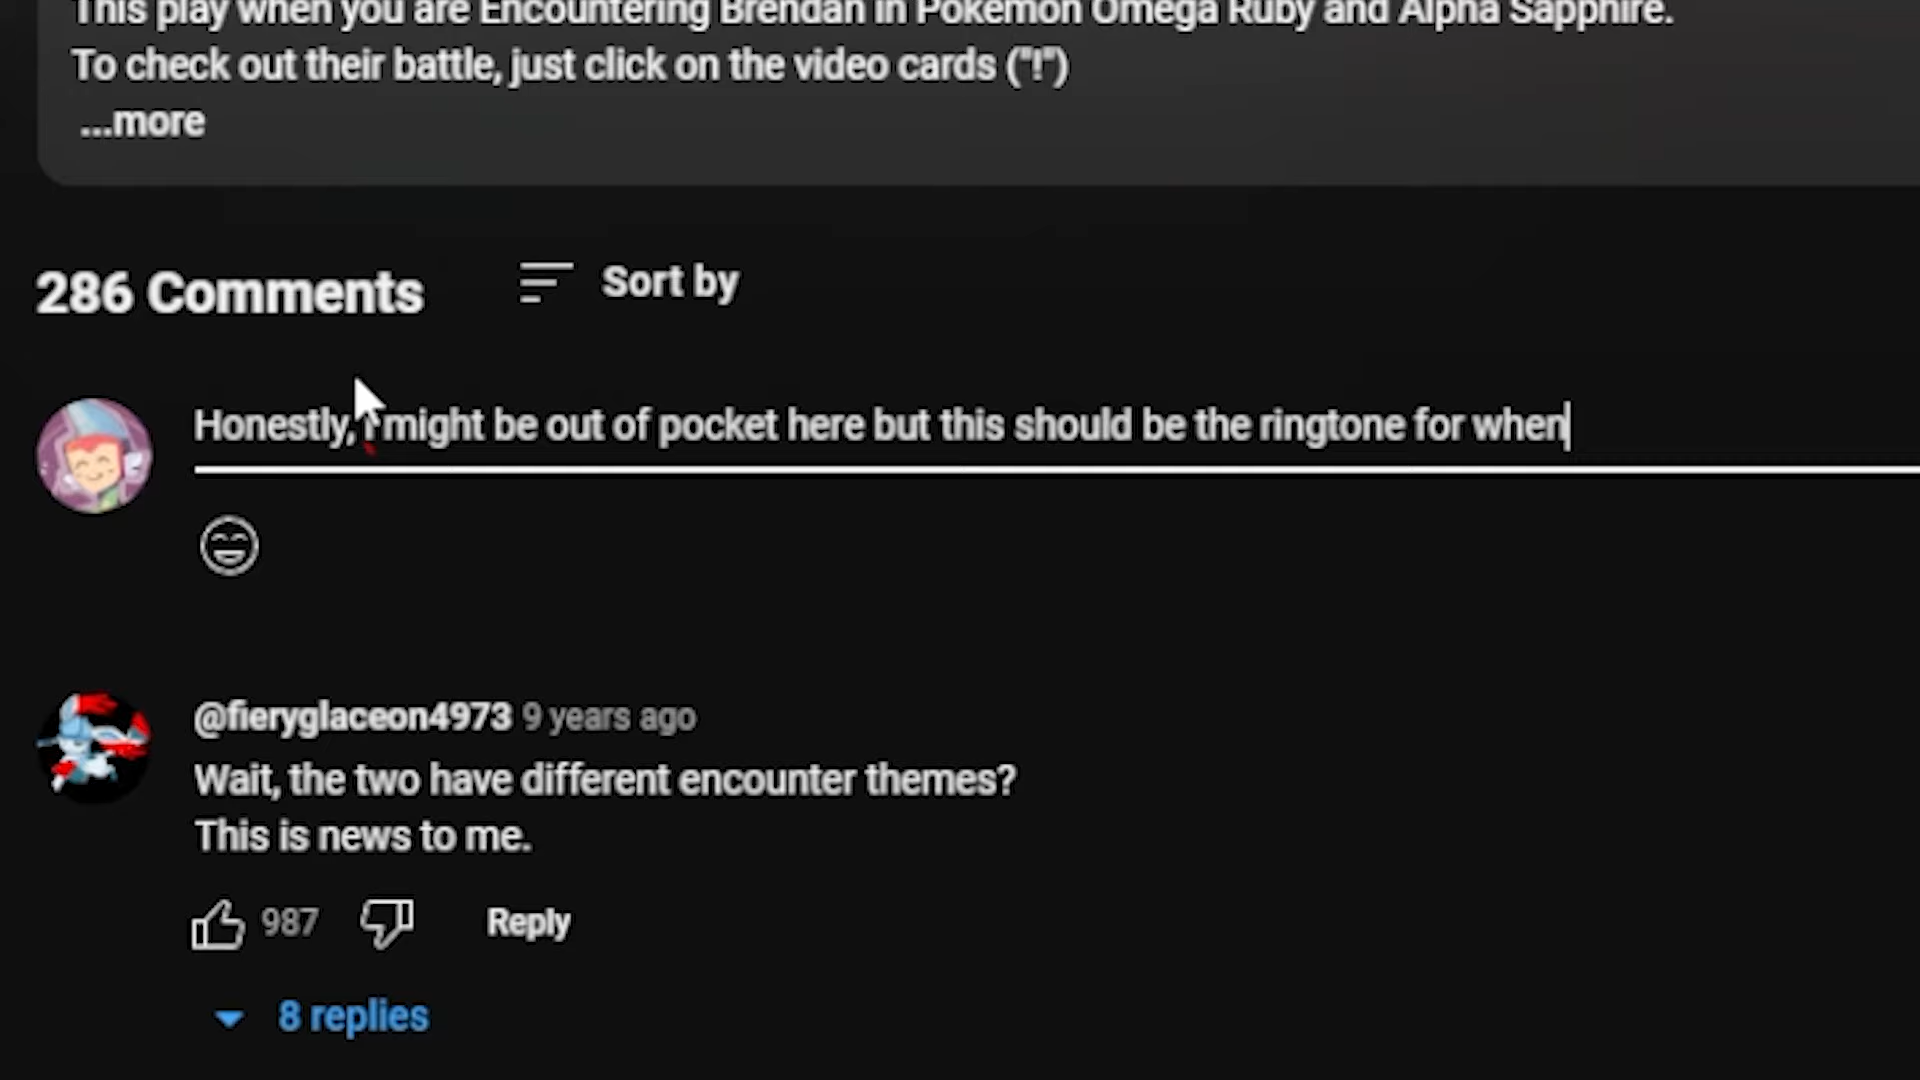 This play when you are Encountering Brendan in Pokemon Omega Ruby and Alpha Sapphire.
To check out their battle, just click on the video cards ("!")
...more
286 Comments
Sort by
Honestly, i might be out of pocket here but this should be the ringtone for when
@fieryglaceon4973 9 years ago
Wait, the two have different encounter themes?
This is news to me.
987 Reply
8 replies